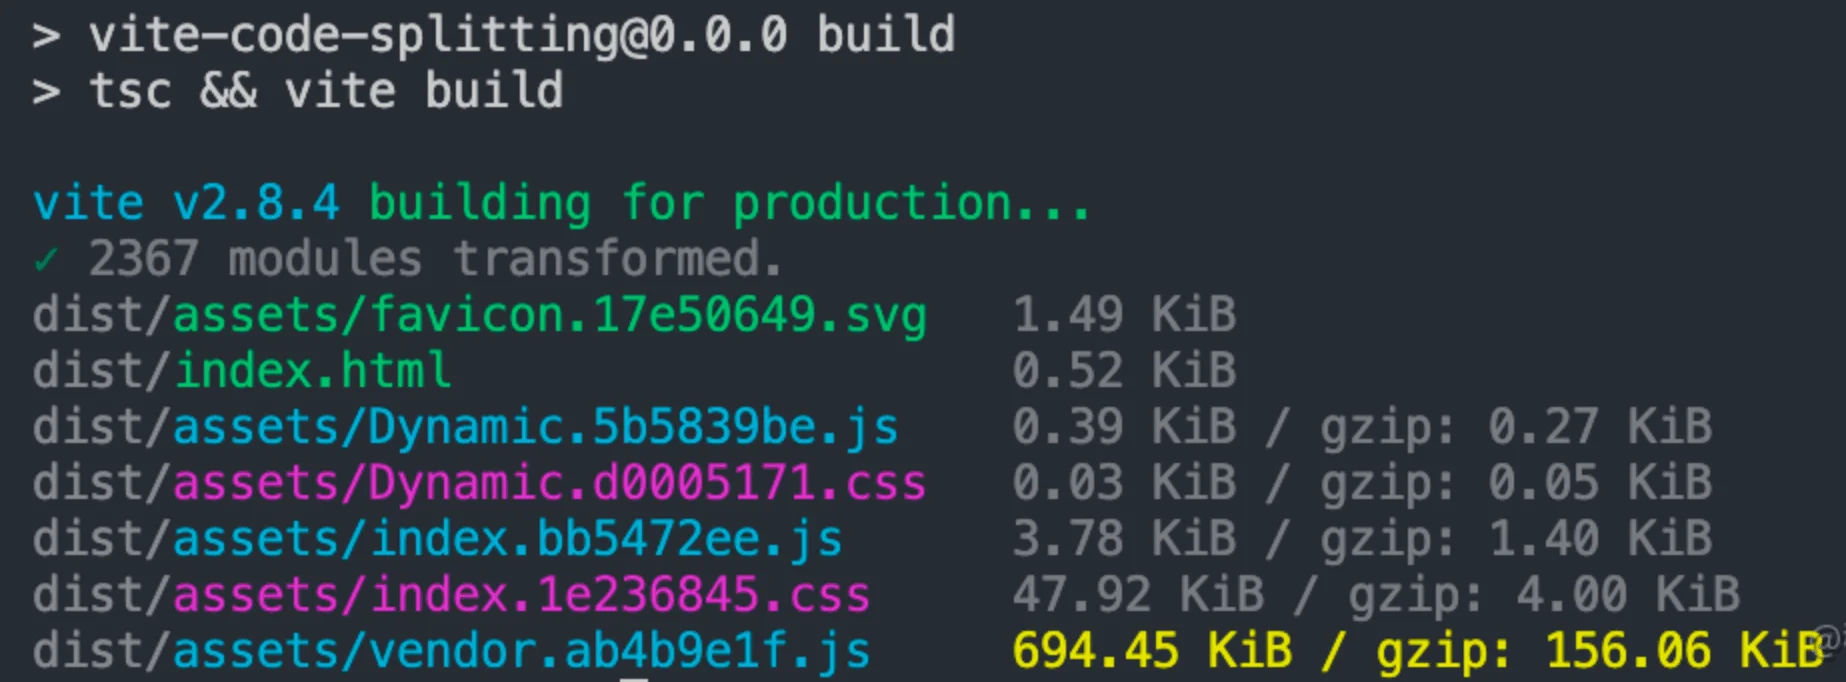 > vite-code-splitting@0.0.0 build
> tsc && vite build
vite v2.8.4 building for production...
✓ 2367 modules transformed.
dist/assets/favicon.17e50649.svg 1.49 KiB
dist/index.html 0.52 KiB
dist/assets/Dynamic.5b5839be.js 0.39 KiB / gzip: 0.27 KiB
dist/assets/Dynamic.d0005171.css 0.03 KiB / gzip: 0.05 KiB
dist/assets/index.bb5472ee.js 3.78 KiB / gzip: 1.40 KiB
dist/assets/index.1e236845.css 47.92 KiB / gzip: 4.00 KiB
dist/assets/vendor.ab4b9e1f.js 694.45 KiB / gzip: 156.06 KiB